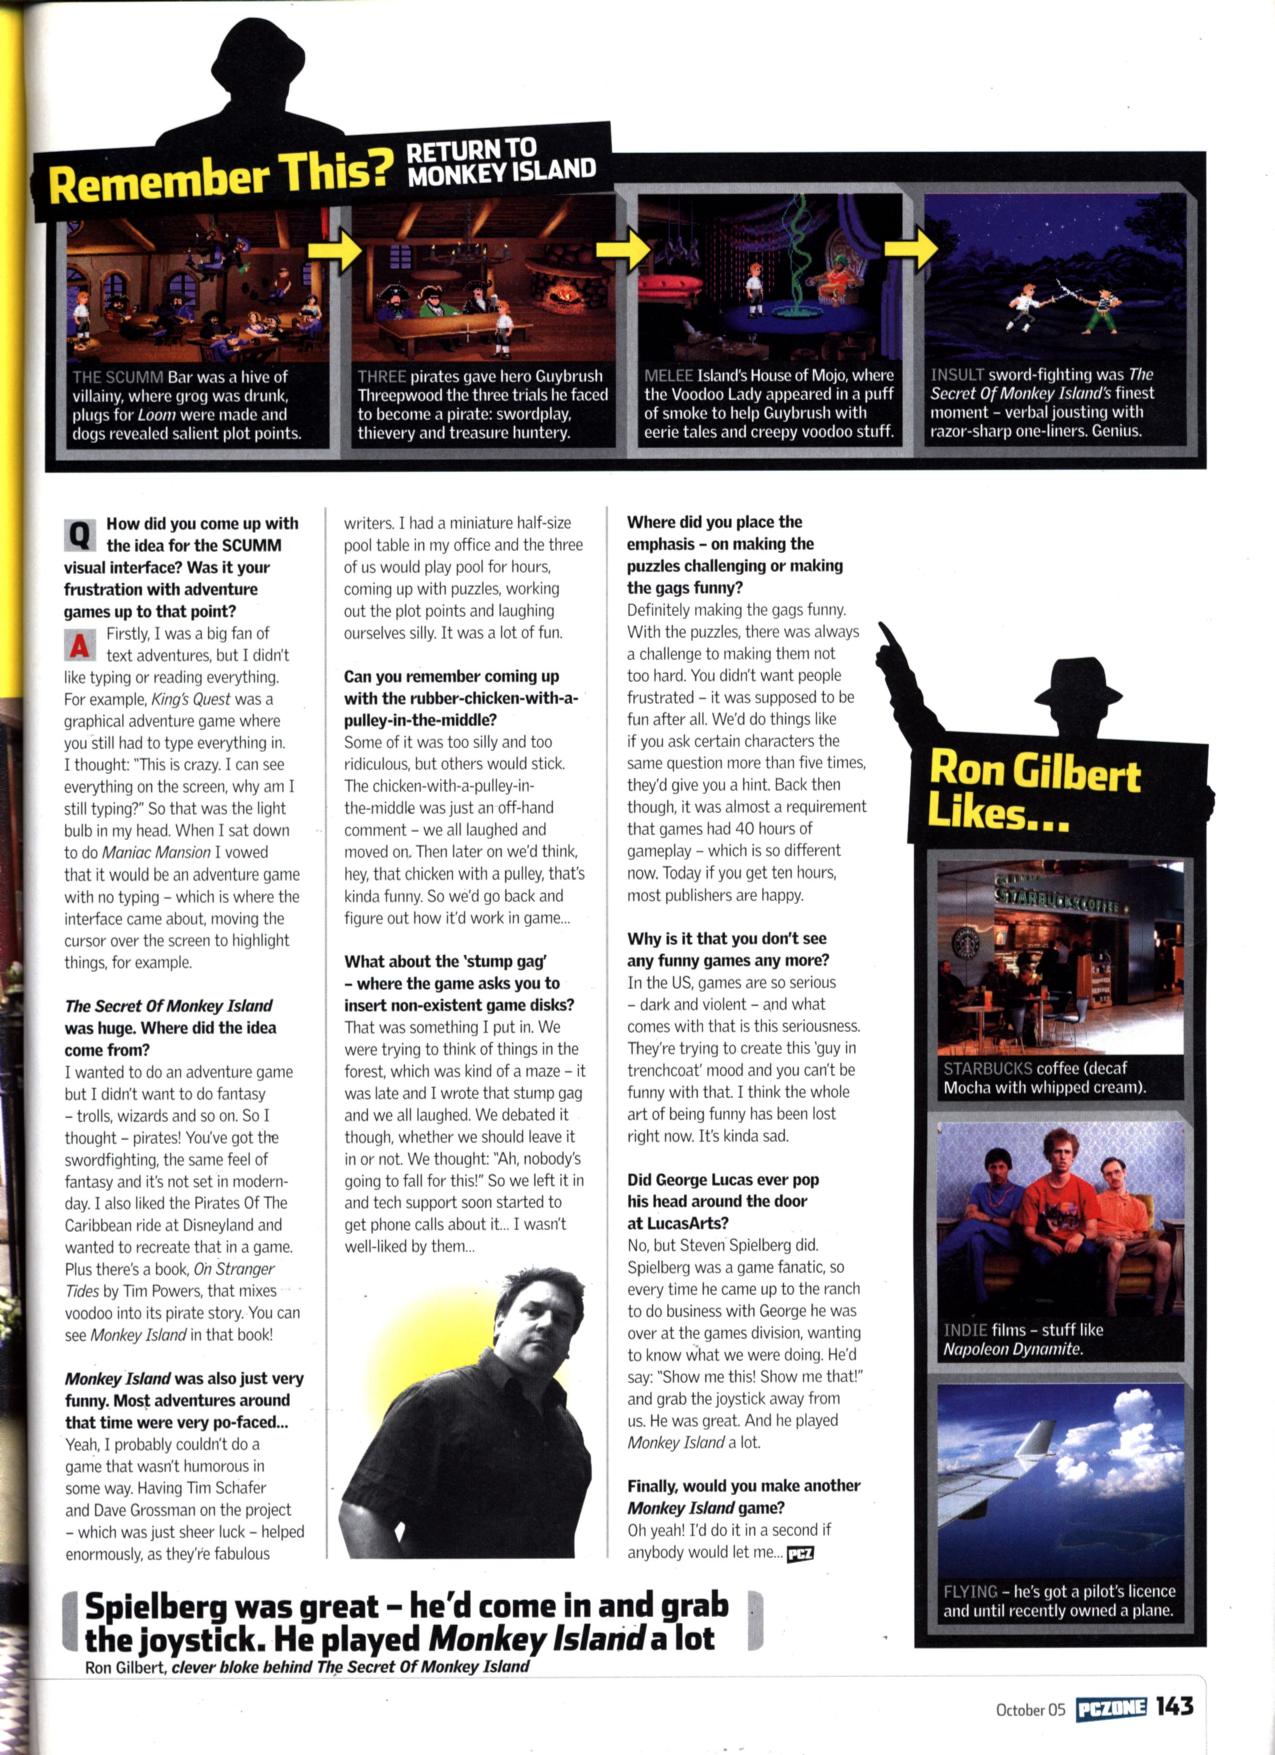 Remember This?
RETURN TO
MONKEY ISLAND
THE SCUMM Bar was a hive of
villainy, where grog was drunk,
plugs for Loom were made and
dogs revealed salient plot points.
THREE pirates gave hero Guybrush
Threepwood the three trials he faced
to become a pirate: swordplay,
thievery and treasure huntery.
MELEE Island's House of Mojo, where
the Voodoo Lady appeared in a puff
of smoke to help Guybrush with
eerie tales and creepy voodoo stuff.
INSULT sword-fighting was The
Secret Of Monkey Island's finest
moment – verbal jousting with
razor-sharp one-liners. Genius.
Q How did you come up with
the idea for the SCUMM
visual interface? Was it your
frustration with adventure
games up to that point?
A Firstly, I was a big fan of
text adventures, but I didn't
like typing or reading everything.
For example, King's Quest was a
graphical adventure game where
you still had to type everything in.
I thought: "This is crazy. I can see
everything on the screen, why am I
still typing?" So that was the light
bulb in my head. When I sat down
to do Maniac Mansion I vowed
that it would be an adventure game
with no typing – which is where the
interface came about, moving the
cursor over the screen to highlight
things, for example.
The Secret Of Monkey Island
was huge. Where did the idea
come from?
I wanted to do an adventure game
but I didn't want to do fantasy
– trolls, wizards and so on. So I
thought – pirates! You've got the
swordfighting, the same feel of
fantasy and it's not set in modern-
day. I also liked the Pirates Of The
Caribbean ride at Disneyland and
wanted to recreate that in a game.
Plus there's a book, On Stranger
Tides by Tim Powers, that mixes
voodoo into its pirate story. You can
see Monkey Island in that book!
Monkey Island was also just very
funny. Most adventures around
that time were very po-faced...
Yeah, I probably couldn't do a
game that wasn't humorous in
some way. Having Tim Schafer
and Dave Grossman on the project
– which was just sheer luck – helped
enormously, as they're fabulous
writers. I had a miniature half-size
pool table in my office and the three
of us would play pool for hours,
coming up with puzzles, working
out the plot points and laughing
ourselves silly. It was a lot of fun.
Can you remember coming up
with the rubber-chicken-with-a-
pulley-in-the-middle?
Some of it was too silly and too
ridiculous, but others would stick.
The chicken-with-a-pulley-in-
the-middle was just an off-hand
comment – we all laughed and
moved on. Then later on we'd think,
hey, that chicken with a pulley, that's
kinda funny. So we'd go back and
figure out how it'd work in game...
What about the 'stump gag'
– where the game asks you to
insert non-existent game disks?
That was something I put in. We
were trying to think of things in the
forest, which was kind of a maze – it
was late and I wrote that stump gag
and we all laughed. We debated it
though, whether we should leave it
in or not. We thought: "Ah, nobody's
going to fall for this!" So we left it in
and tech support soon started to
get phone calls about it... I wasn't
well-liked by them...
Where did you place the
emphasis – on making the
puzzles challenging or making
the gags funny?
Definitely making the gags funny.
With the puzzles, there was always
a challenge to making them not
too hard. You didn't want people
frustrated – it was supposed to be
fun after all. We'd do things like
if you ask certain characters the
same question more than five times,
they'd give you a hint. Back then
though, it was almost a requirement
that games had 40 hours of
gameplay – which is so different
now. Today if you get ten hours,
most publishers are happy.
Why is it that you don't see
any funny games any more?
In the US, games are so serious
– dark and violent – and what
comes with that is this seriousness.
They're trying to create this 'guy in
trenchcoat' mood and you can't be
funny with that. I think the whole
art of being funny has been lost
right now. It's kinda sad.
Did George Lucas ever pop
his head around the door
at LucasArts?
No, but Steven Spielberg did.
Spielberg was a game fanatic, so
every time he came up to the ranch
to do business with George he was
over at the games division, wanting
to know what we were doing. He'd
say: "Show me this! Show me that!"
and grab the joystick away from
us. He was great. And he played
Monkey Island a lot.
Finally, would you make another
Monkey Island game?
Oh yeah! I'd do it in a second if
anybody would let me... PCZ
Ron Gilbert
Likes...
STARBUCKS COFFEE
STARBUCKS coffee (decaf
Mocha with whipped cream).
INDIE films – stuff like
Napoleon Dynamite.
FLYING – he's got a pilot's licence
and until recently owned a plane.
Spielberg was great – he'd come in and grab
the joystick. He played Monkey Island a lot
Ron Gilbert, clever bloke behind The Secret Of Monkey Island
October 05 PCZONE 143